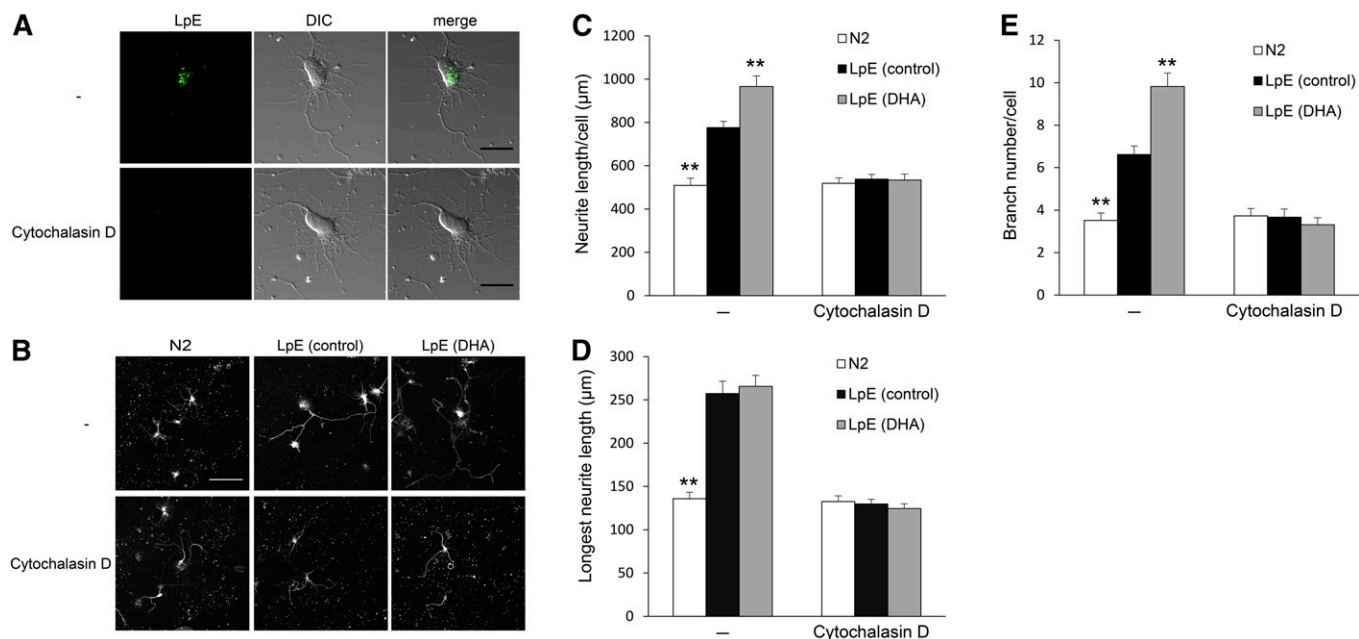 A
LpE DIC merge
-
Cytochalasin D
B
N2 LpE (control) LpE (DHA)
-
Cytochalasin D
C
Neurite length/cell (µm)
1200
1000
800
600
400
200
0
N2
LpE (control)
LpE (DHA)
**
**
– Cytochalasin D
D
Longest neurite length (µm)
300
250
200
150
100
50
0
N2
LpE (control)
LpE (DHA)
**
– Cytochalasin D
E
Branch number/cell
12
10
8
6
4
2
0
N2
LpE (control)
LpE (DHA)
**
**
– Cytochalasin D